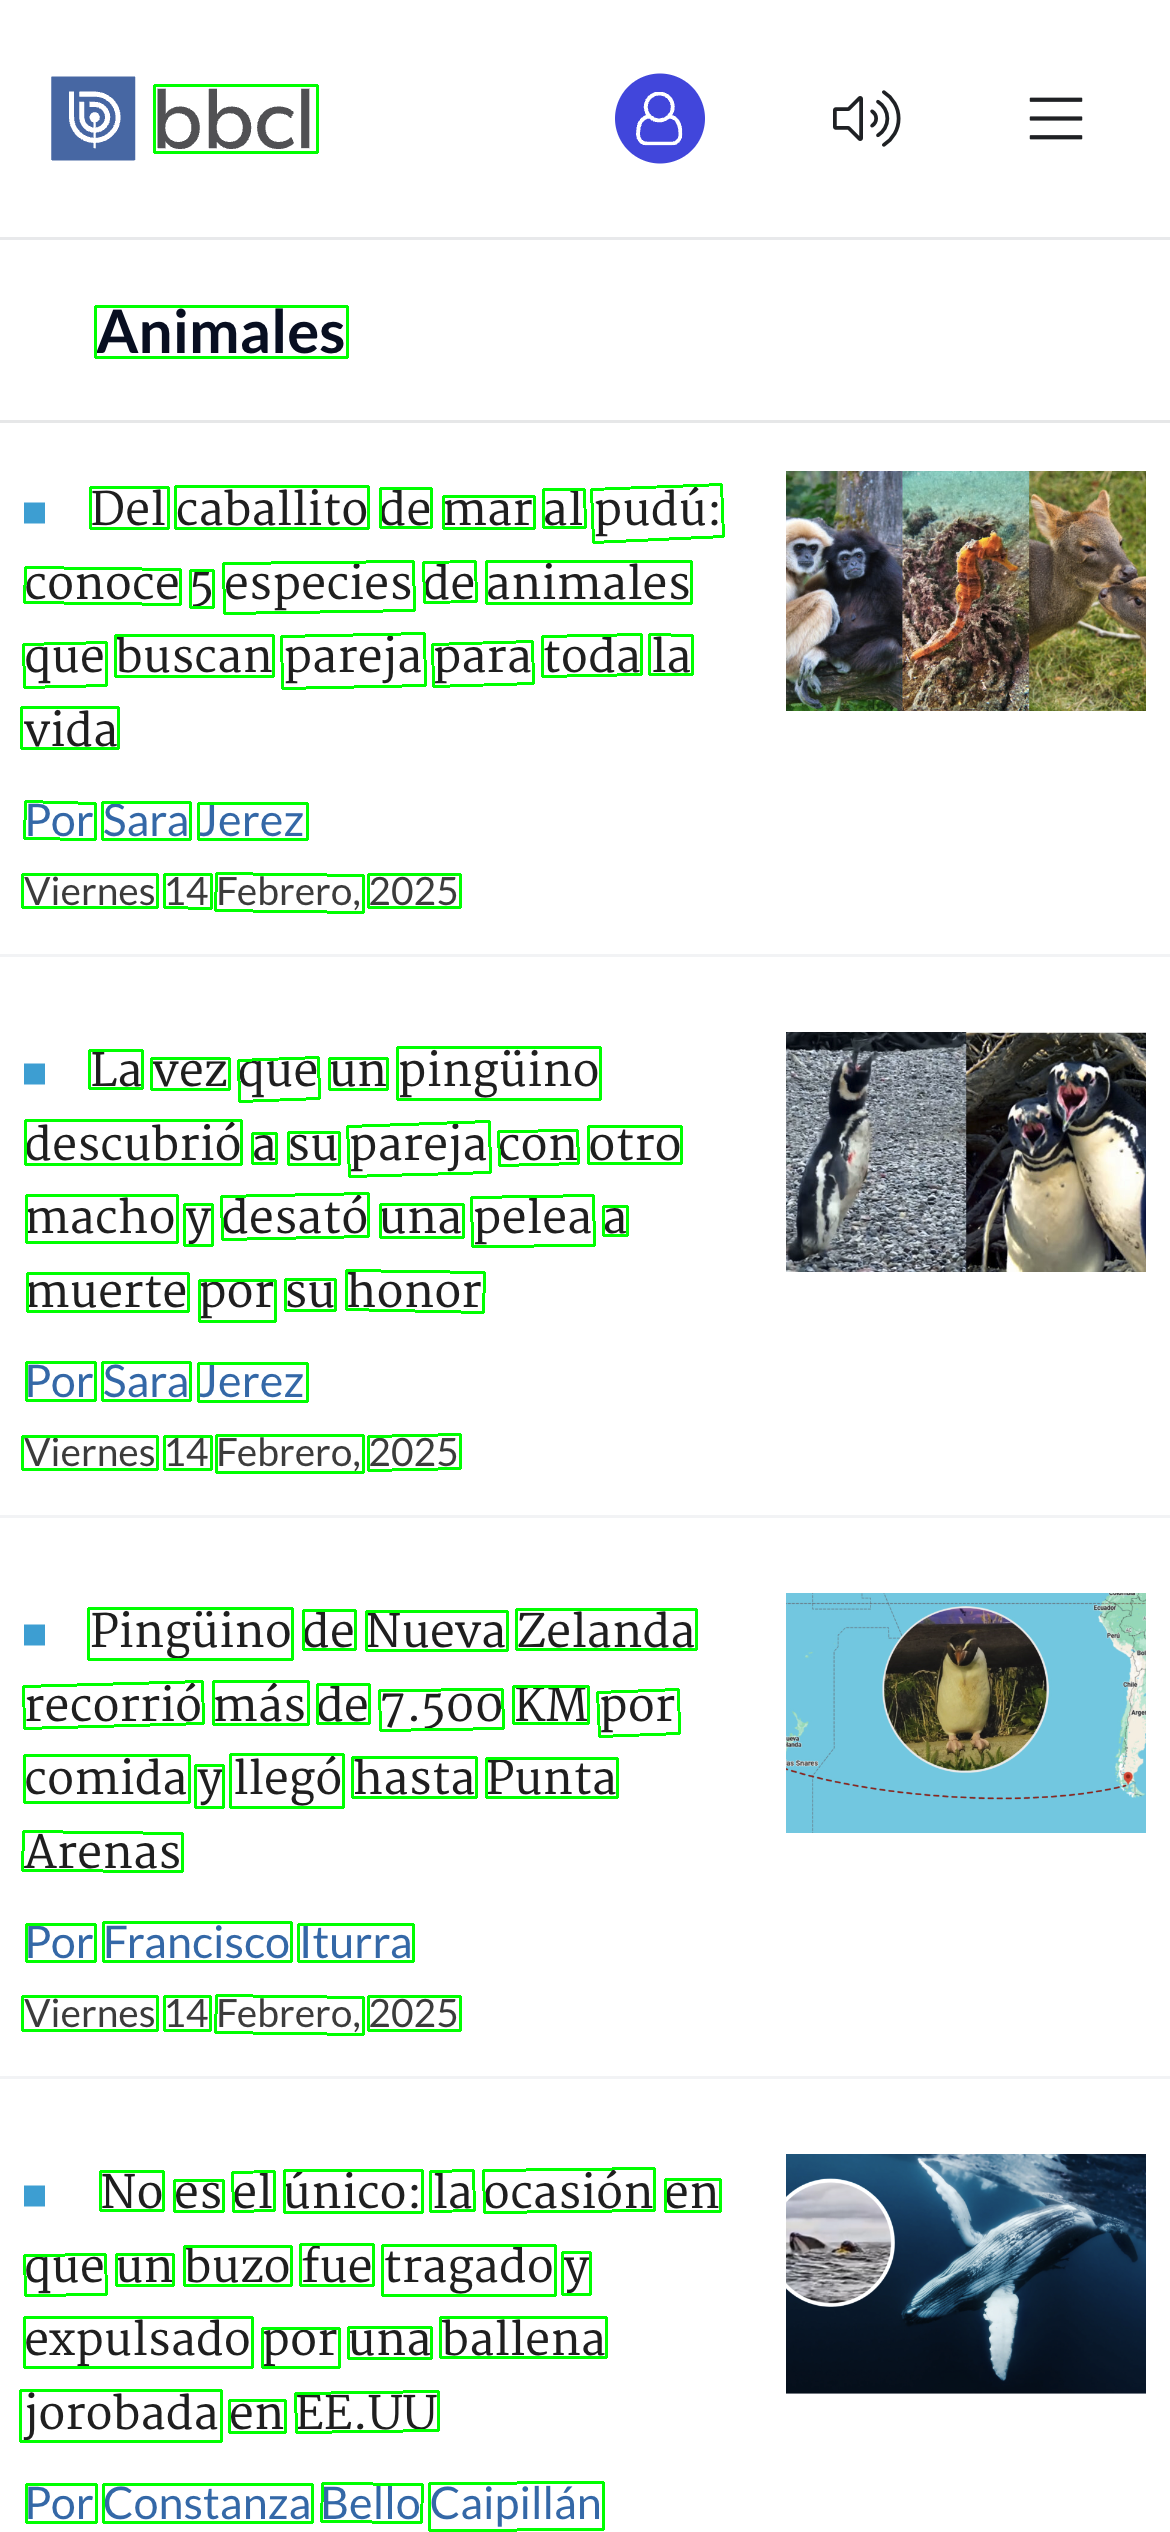 bbcl
Animales
Del caballito de mar al pudú:
conoce 5 especies de animales
que buscan pareja para toda la
vida
Por Sara Jerez
Viernes 14 Febrero, 2025
La vez que un pingüino
descubrió a su pareja con otro
macho y desató una pelea a
muerte por su honor
Por Sara Jerez
Viernes 14 Febrero, 2025
Pingüino de Nueva Zelanda
recorrió más de 7.500 KM por
comida y llegó hasta Punta
Arenas
Ecuador
Perú
Chile
Por Francisco Iturra
Viernes 14 Febrero, 2025
No es el único: la ocasión en
que un buzo fue tragado y
expulsado por una ballena
jorobada en EE.UU
Por Constanza Bello Caipillán